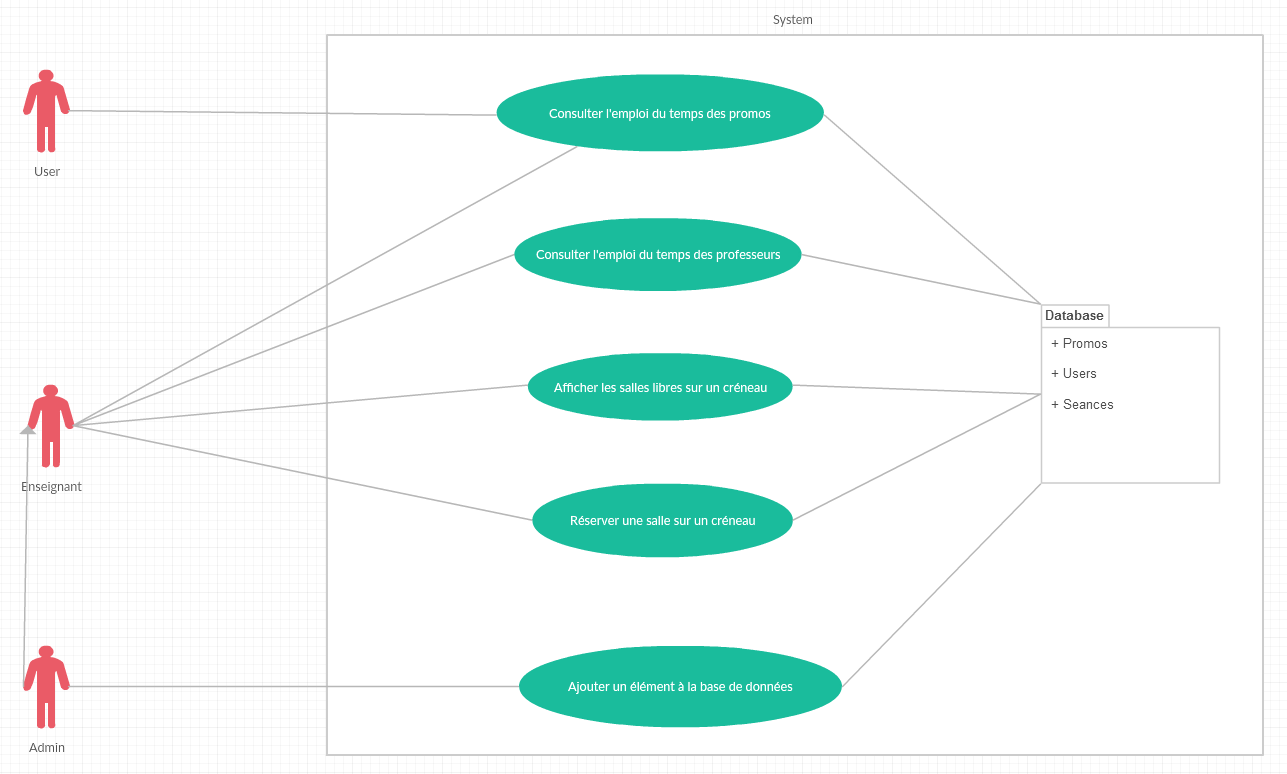 System
Consulter l'emploi du temps des promos
User
Consulter l'emploi du temps des professeurs
Database
+ Promos
+ Users
+ Seances
Afficher les salles libres sur un créneau
Enseignant
Réserver une salle sur un créneau
Ajouter un élément à la base de données
Admin